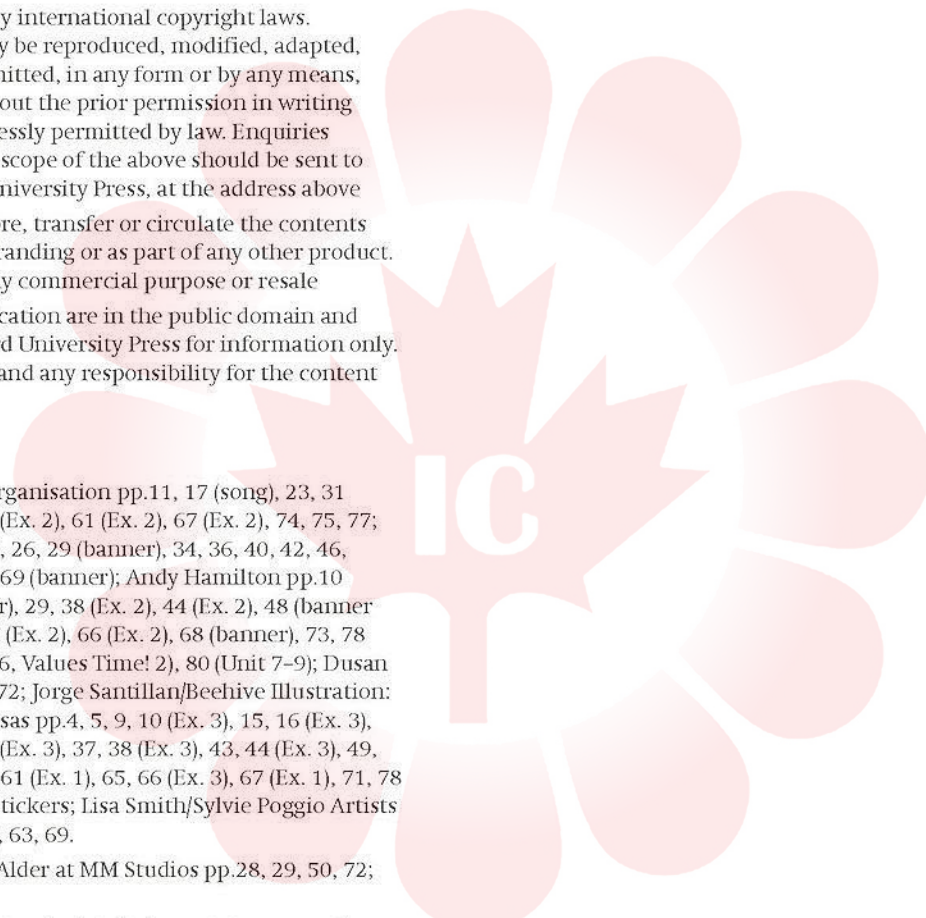 y international copyright laws.
y be reproduced, modified, adapted,
nitted, in any form or by any means,
out the prior permission in writing
essly permitted by law. Enquiries
scope of the above should be sent to
niversity Press, at the address above
re, transfer or circulate the contents
randing or as part of any other product.
y commercial purpose or resale
cation are in the public domain and
d University Press for information only.
and any responsibility for the content
IC
rganisation pp.11, 17 (song), 23, 31
(Ex. 2), 61 (Ex. 2), 67 (Ex. 2), 74, 75, 77;
, 26, 29 (banner), 34, 36, 40, 42, 46,
69 (banner); Andy Hamilton pp.10
r), 29, 38 (Ex. 2), 44 (Ex. 2), 48 (banner
(Ex. 2), 66 (Ex. 2), 68 (banner), 73, 78
6, Values Time! 2), 80 (Unit 7–9); Dusan
72; Jorge Santillan/Beehive Illustration:
sas pp.4, 5, 9, 10 (Ex. 3), 15, 16 (Ex. 3),
(Ex. 3), 37, 38 (Ex. 3), 43, 44 (Ex. 3), 49,
61 (Ex. 1), 65, 66 (Ex. 3), 67 (Ex. 1), 71, 78
tickers; Lisa Smith/Sylvie Poggio Artists
, 63, 69.
Alder at MM Studios pp.28, 29, 50, 72;